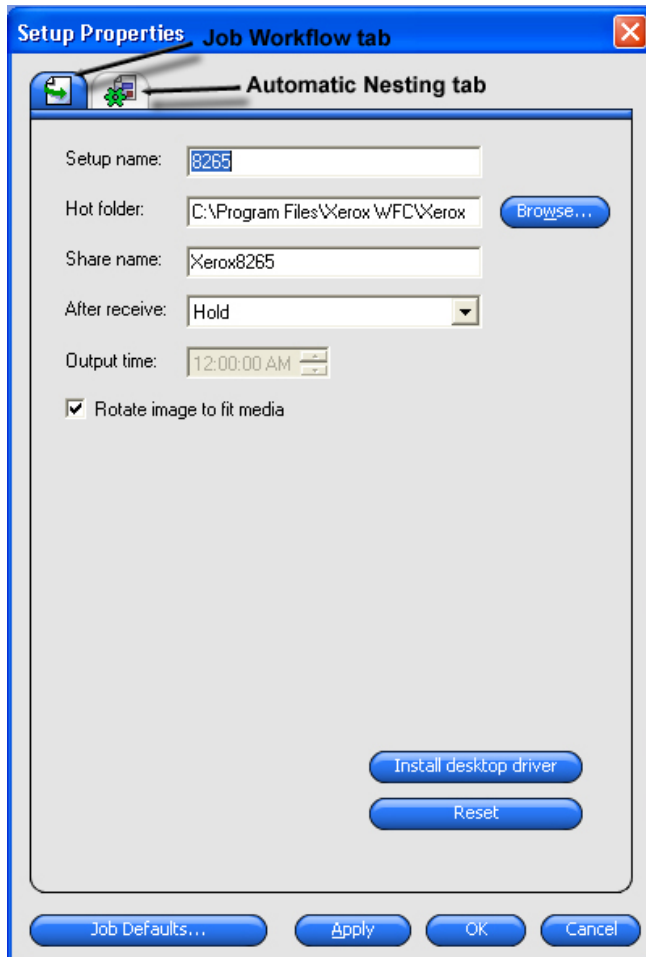 Setup Properties
Job Workflow tab
Automatic Nesting tab
Setup name:
8265
Hot folder:
C:\Program Files\Xerox WFC\Xerox
Browse...
Share name:
Xerox8265
After receive:
Hold
Output time:
12:00:00 AM
Rotate image to fit media
Install desktop driver
Reset
Job Defaults...
Apply
OK
Cancel